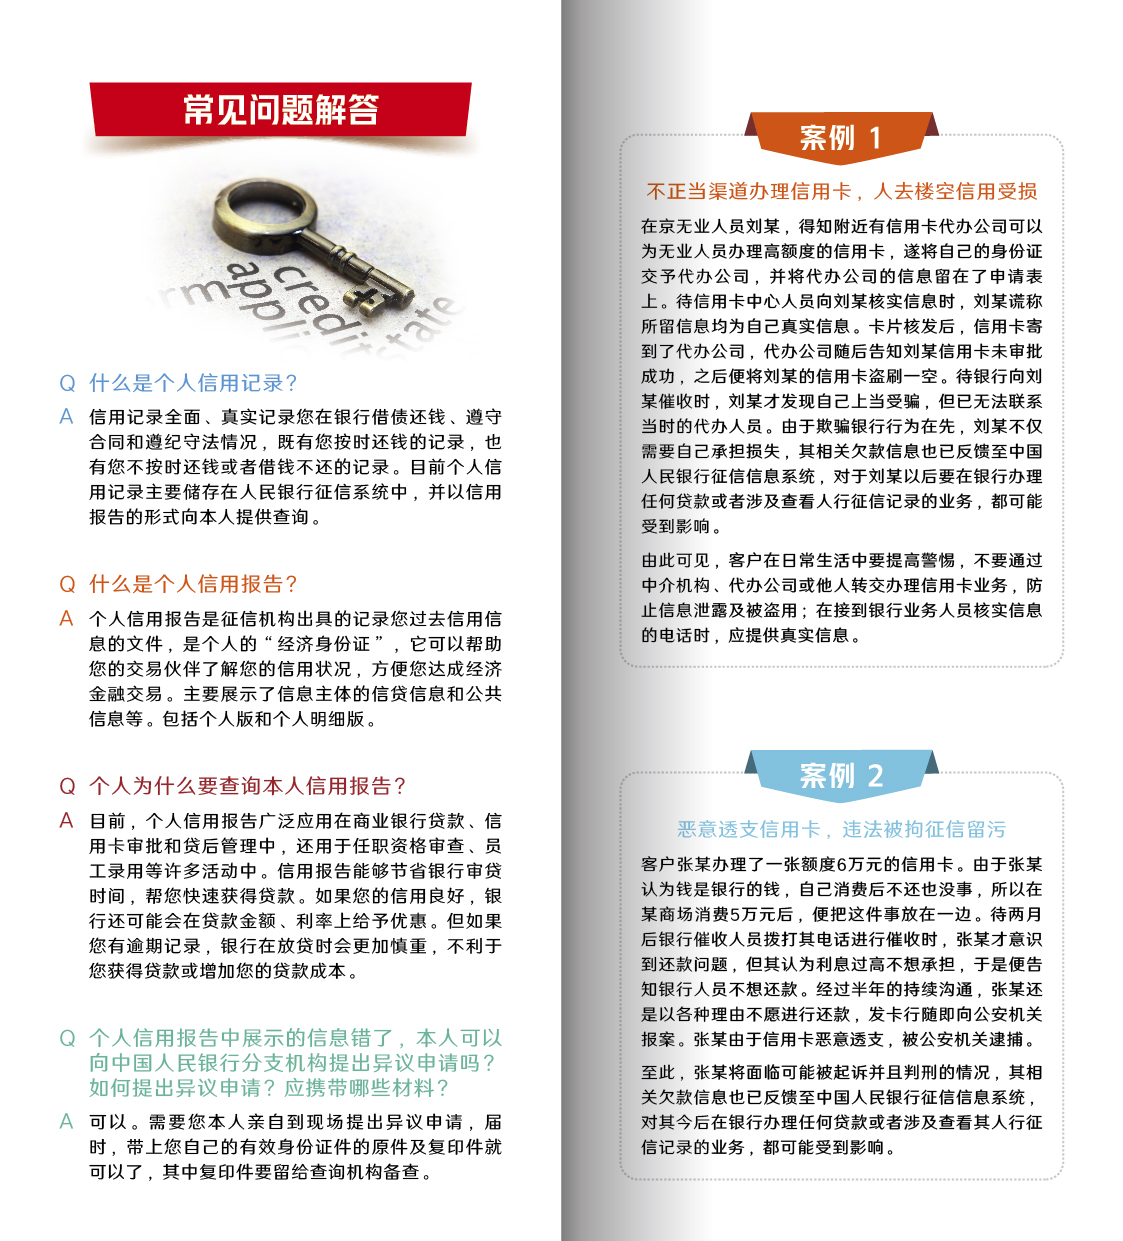 常见问题解答
credit
appli
rm
state
Q 什么是个人信用记录？
A 信用记录全面、真实记录您在银行借债还钱、遵守
合同和遵纪守法情况，既有您按时还钱的记录，也
有您不按时还钱或者借钱不还的记录。目前个人信
用记录主要储存在人民银行征信系统中，并以信用
报告的形式向本人提供查询。
Q 什么是个人信用报告？
A 个人信用报告是征信机构出具的记录您过去信用信
息的文件，是个人的“经济身份证”，它可以帮助
您的交易伙伴了解您的信用状况，方便您达成经济
金融交易。主要展示了信息主体的信贷信息和公共
信息等。包括个人版和个人明细版。
Q 个人为什么要查询本人信用报告？
A 目前，个人信用报告广泛应用在商业银行贷款、信
用卡审批和贷后管理中，还用于任职资格审查、员
工录用等许多活动中。信用报告能够节省银行审贷
时间，帮您快速获得贷款。如果您的信用良好，银
行还可能会在贷款金额、利率上给予优惠。但如果
您有逾期记录，银行在放贷时会更加慎重，不利于
您获得贷款或增加您的贷款成本。
Q 个人信用报告中展示的信息错了，本人可以
向中国人民银行分支机构提出异议申请吗？
如何提出异议申请？应携带哪些材料？
A 可以。需要您本人亲自到现场提出异议申请，届
时，带上您自己的有效身份证件的原件及复印件就
可以了，其中复印件要留给查询机构备查。
案例 1
不正当渠道办理信用卡，人去楼空信用受损
在京无业人员刘某，得知附近有信用卡代办公司可以
为无业人员办理高额度的信用卡，遂将自己的身份证
交予代办公司，并将代办公司的信息留在了申请表
上。待信用卡中心人员向刘某核实信息时，刘某谎称
所留信息均为自己真实信息。卡片核发后，信用卡寄
到了代办公司，代办公司随后告知刘某信用卡未审批
成功，之后便将刘某的信用卡盗刷一空。待银行向刘
某催收时，刘某才发现自己上当受骗，但已无法联系
当时的代办人员。由于欺骗银行行为在先，刘某不仅
需要自己承担损失，其相关欠款信息也已反馈至中国
人民银行征信信息系统，对于刘某以后要在银行办理
任何贷款或者涉及查看人行征信记录的业务，都可能
受到影响。
由此可见，客户在日常生活中要提高警惕，不要通过
中介机构、代办公司或他人转交办理信用卡业务，防
止信息泄露及被盗用；在接到银行业务人员核实信息
的电话时，应提供真实信息。
案例 2
恶意透支信用卡，违法被拘征信留污
客户张某办理了一张额度6万元的信用卡。由于张某
认为钱是银行的钱，自己消费后不还也没事，所以在
某商场消费5万元后，便把这件事放在一边。待两月
后银行催收人员拨打其电话进行催收时，张某才意识
到还款问题，但其认为利息过高不想承担，于是便告
知银行人员不想还款。经过半年的持续沟通，张某还
是以各种理由不愿进行还款，发卡行随即向公安机关
报案。张某由于信用卡恶意透支，被公安机关逮捕。
至此，张某将面临可能被起诉并且判刑的情况，其相
关欠款信息也已反馈至中国人民银行征信信息系统，
对其今后在银行办理任何贷款或者涉及查看其人行征
信记录的业务，都可能受到影响。